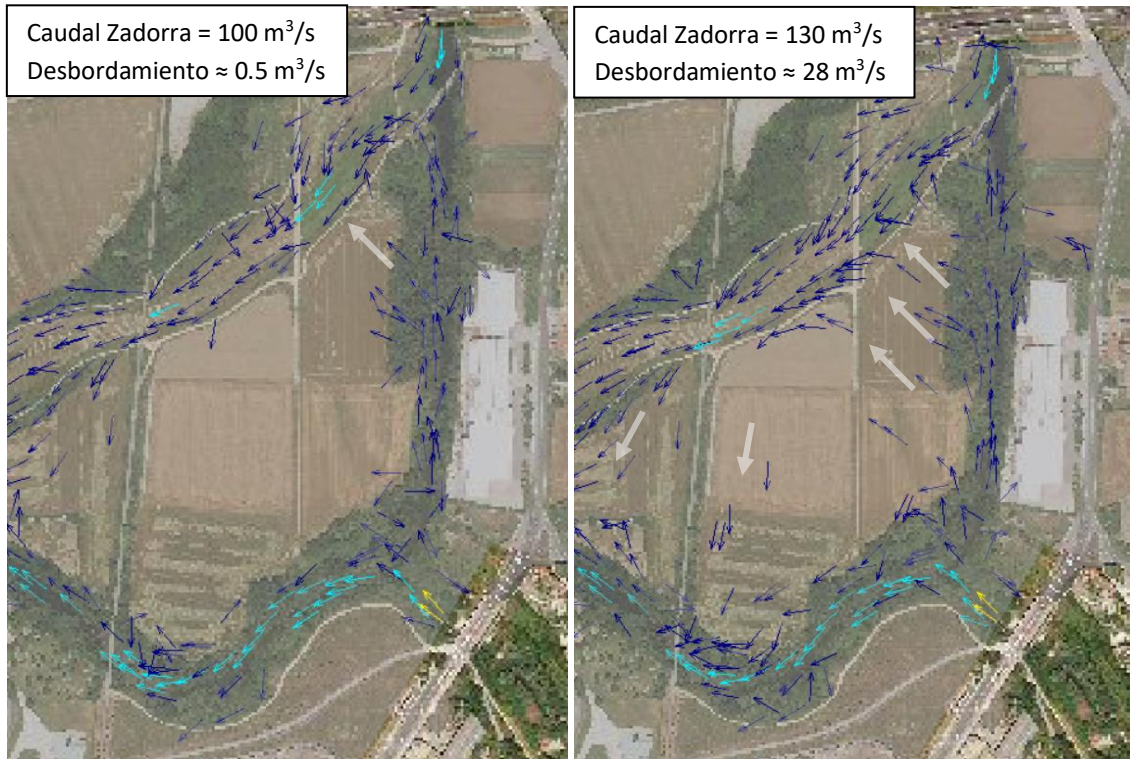 Caudal Zadorra = 100 m³/s
Desbordamiento ≈ 0.5 m³/s
Caudal Zadorra = 130 m³/s
Desbordamiento ≈ 28 m³/s